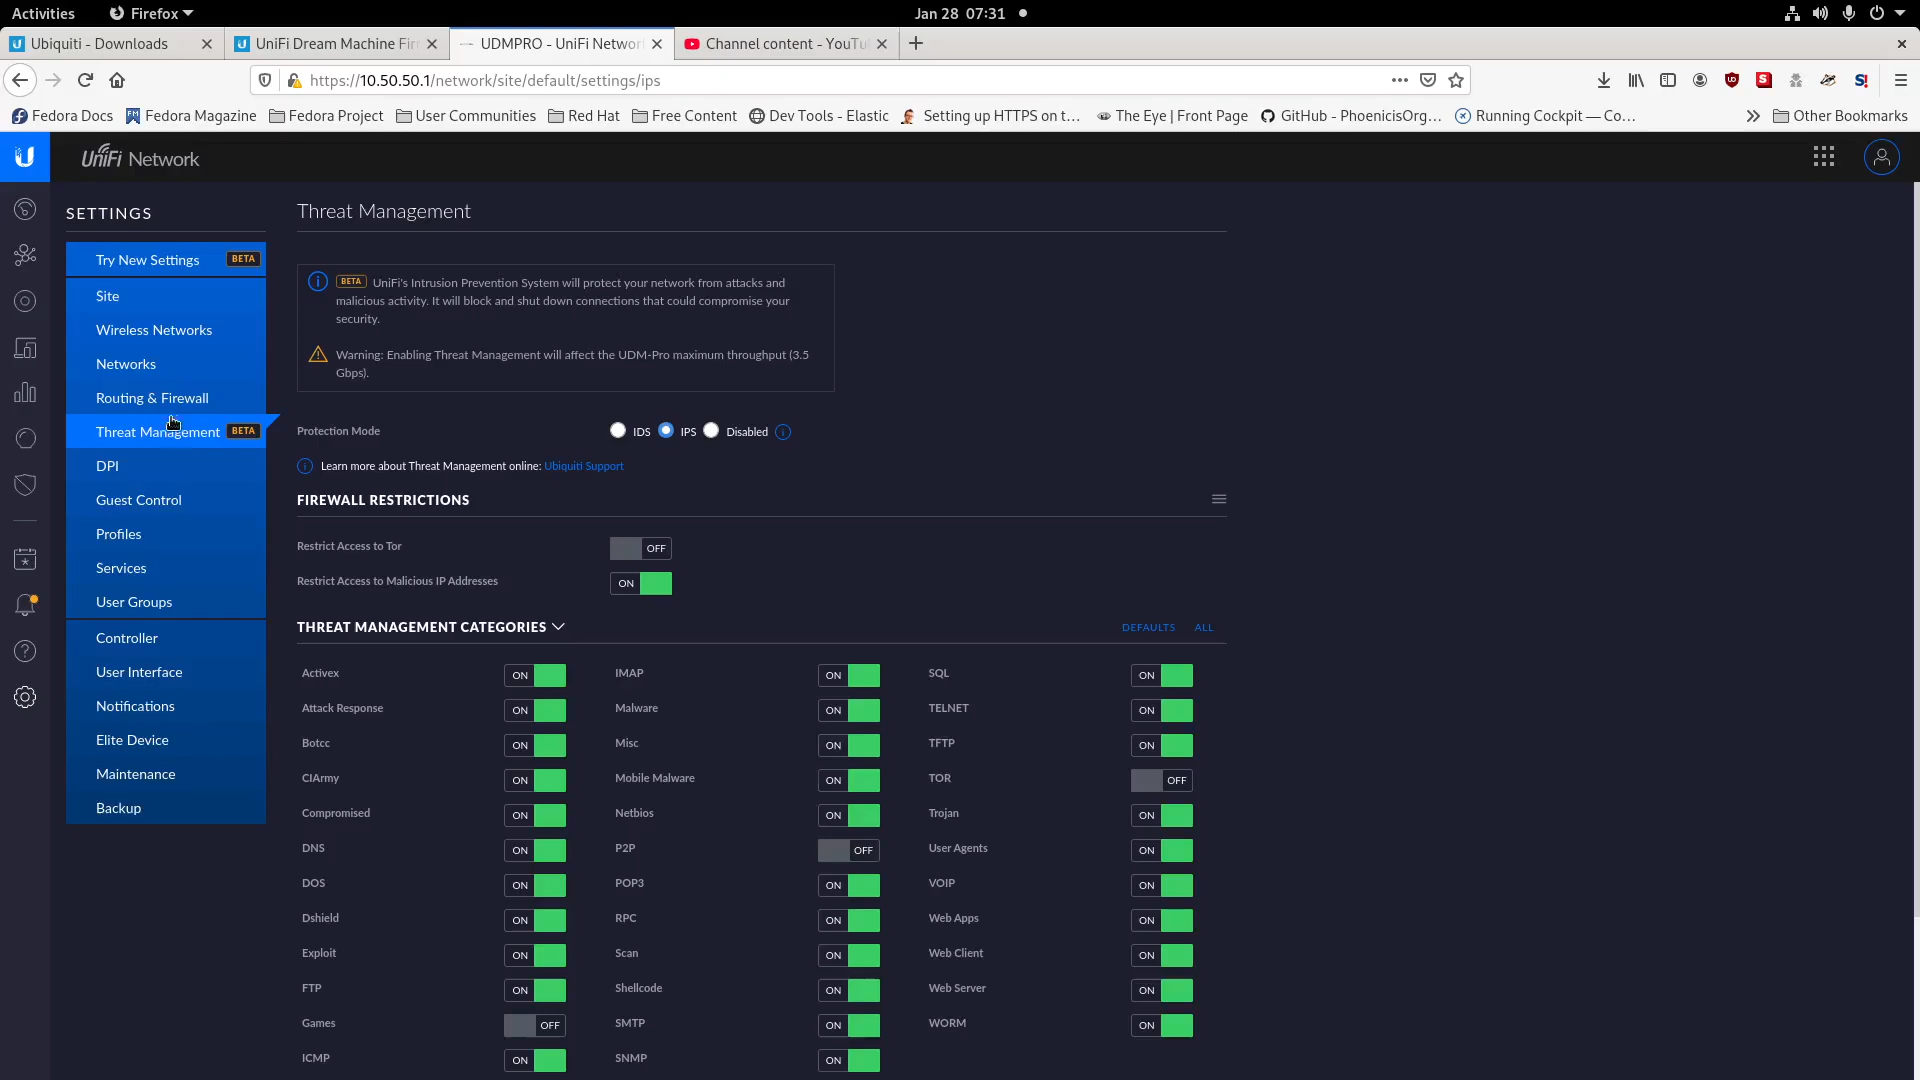 Activities
Firefox
Jan 28 07:31
Ubiquiti - Downloads
UniFi Dream Machine Fir
UDMPRO - UniFi Networ
Channel content - YouTu
https://10.50.50.1/network/site/default/settings/ips
Fedora Docs
Fedora Magazine
Fedora Project
User Communities
Red Hat
Free Content
Dev Tools - Elastic
Setting up HTTPS on t…
The Eye | Front Page
GitHub - PhoenicisOrg…
Running Cockpit — Co…
Other Bookmarks
UniFi Network
SETTINGS
Try New Settings BETA
Site
Wireless Networks
Networks
Routing & Firewall
Threat Management BETA
DPI
Guest Control
Profiles
Services
User Groups
Controller
User Interface
Notifications
Elite Device
Maintenance
Backup
Threat Management
BETA UniFi's Intrusion Prevention System will protect your network from attacks and
malicious activity. It will block and shut down connections that could compromise your
security.
Warning: Enabling Threat Management will affect the UDM-Pro maximum throughput (3.5
Gbps).
Protection Mode
IDS
IPS
Disabled
Learn more about Threat Management online: Ubiquiti Support
FIREWALL RESTRICTIONS
Restrict Access to Tor OFF
Restrict Access to Malicious IP Addresses ON
THREAT MANAGEMENT CATEGORIES
DEFAULTS
ALL
Activex ON
IMAP ON
SQL ON
Attack Response ON
Malware ON
TELNET ON
Botcc ON
Misc ON
TFTP ON
CIArmy ON
Mobile Malware ON
TOR OFF
Compromised ON
Netbios ON
Trojan ON
DNS ON
P2P OFF
User Agents ON
DOS ON
POP3 ON
VOIP ON
Dshield ON
RPC ON
Web Apps ON
Exploit ON
Scan ON
Web Client ON
FTP ON
Shellcode ON
Web Server ON
Games OFF
SMTP ON
WORM ON
ICMP ON
SNMP ON